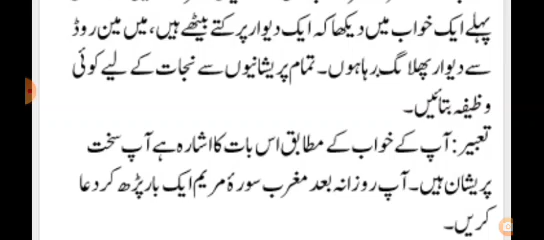 پہلے ایک خواب میں دیکھا کہ ایک دیوار پر کتے بیٹھے ہیں، میں مین روڈ
سے دیوار پھلانگ رہا ہوں۔ تمام پریشانیوں سے نجات کے لیے کوئی
وظیفہ بتائیں۔
تعبیر: آپ کے خواب کے مطابق اس بات کا اشارہ ہے آپ سخت
پریشان ہیں۔ آپ روزانہ بعد مغرب سورۂ مریم ایک بار پڑھ کر دعا
کریں۔